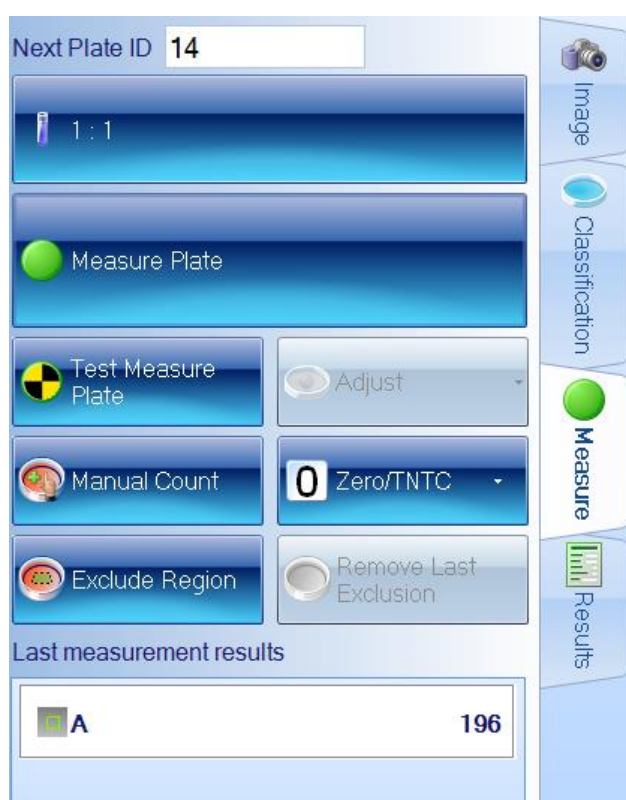 Next Plate ID 14
1 : 1
Measure Plate
Test Measure
Plate
Adjust
Manual Count
0 Zero/TNTC
Exclude Region
Remove Last
Exclusion
Last measurement results
A 196
Image
Classification
Measure
Results